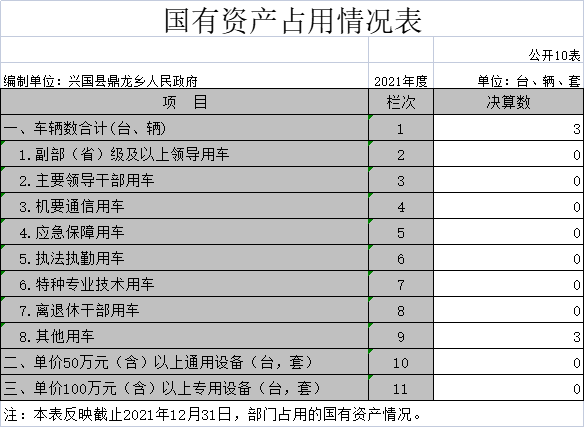 国有资产占用情况表
公开10表
编制单位：兴国县鼎龙乡人民政府 2021年度 单位：台、辆、套
项 目 栏次 决算数
一、车辆数合计(台、辆) 1 3
1.副部（省）级及以上领导用车 2 0
2.主要领导干部用车 3 0
3.机要通信用车 4 0
4.应急保障用车 5 0
5.执法执勤用车 6 0
6.特种专业技术用车 7 0
7.离退休干部用车 8 0
8.其他用车 9 3
二、单价50万元（含）以上通用设备（台，套） 10 0
三、单价100万元（含）以上专用设备（台，套） 11 0
注：本表反映截止2021年12月31日，部门占用的国有资产情况。